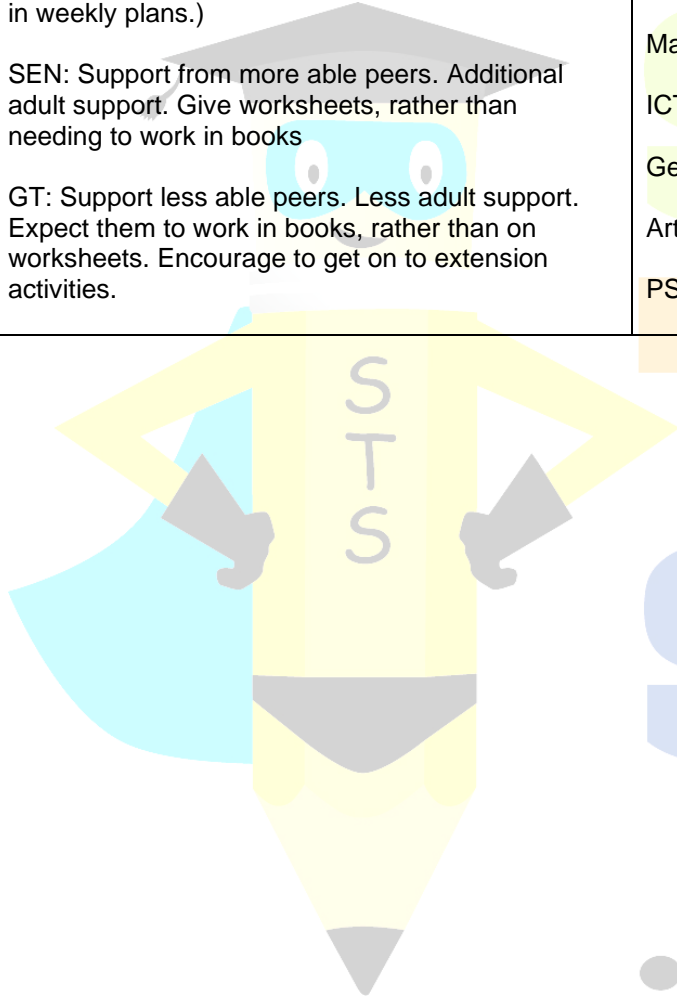 in weekly plans.)
SEN: Support from more able peers. Additional
adult support. Give worksheets, rather than
needing to work in books
GT: Support less able peers. Less adult support.
Expect them to work in books, rather than on
worksheets. Encourage to get on to extension
activities.
Ma
ICT
Ge
Art
PS
S
T
S